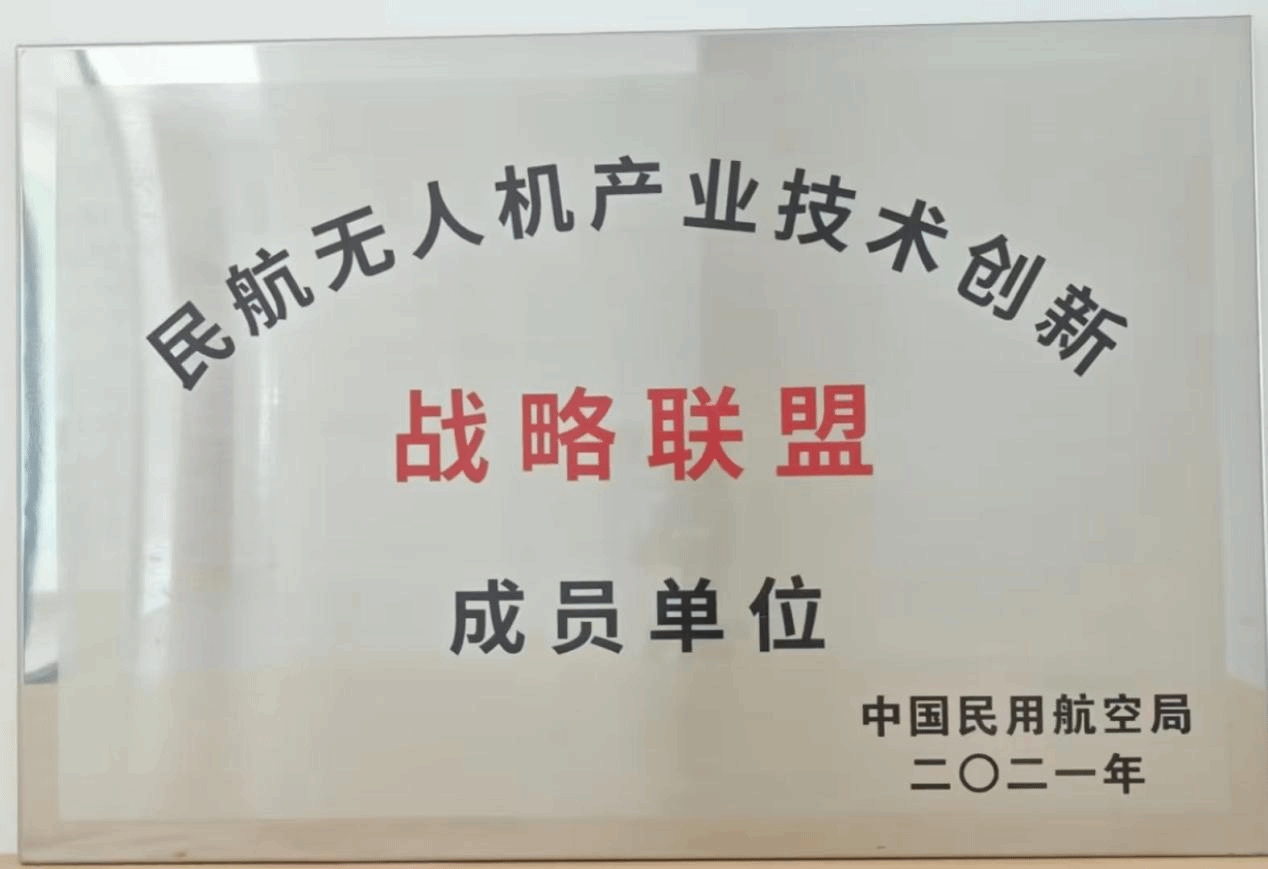 民航无人机产业技术创新
战略联盟
成员单位
中国民用航空局
二〇二一年